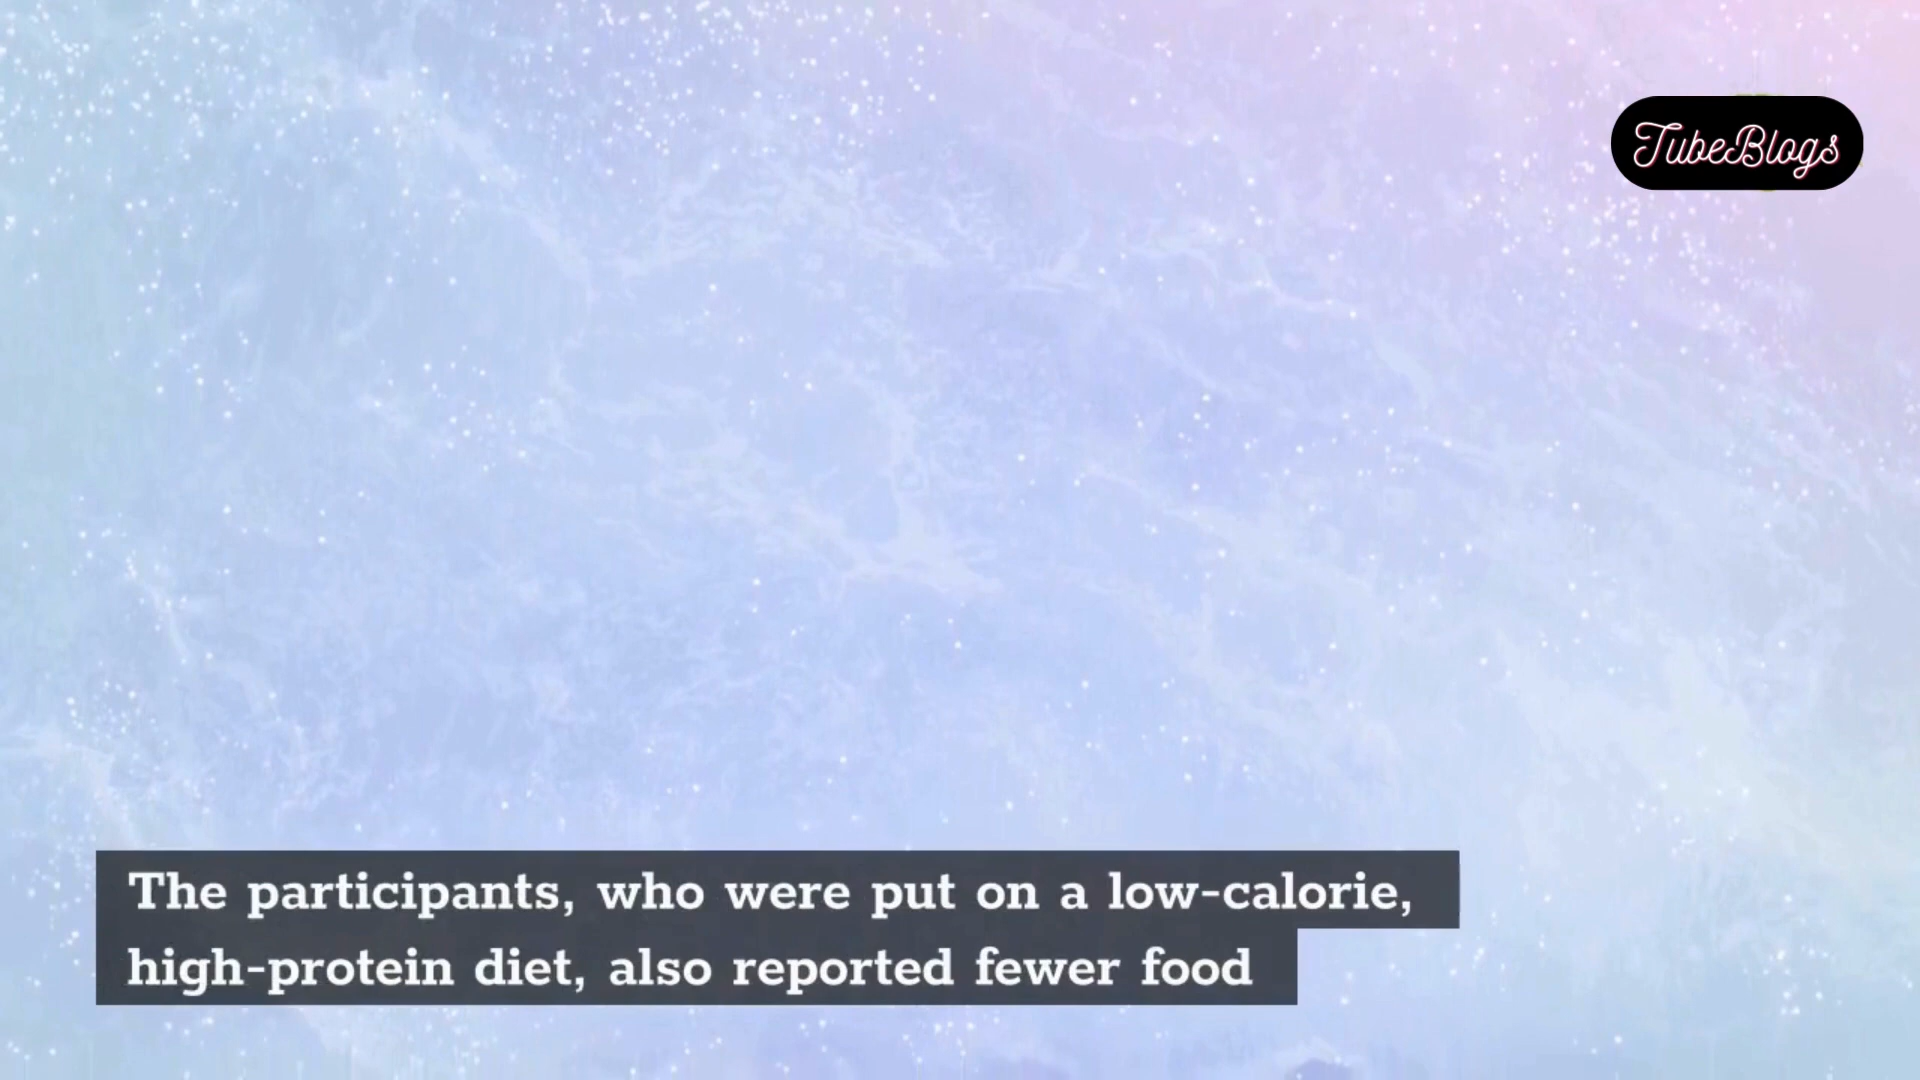 TubeBlogs
The participants, who were put on a low-calorie,
high-protein diet, also reported fewer food